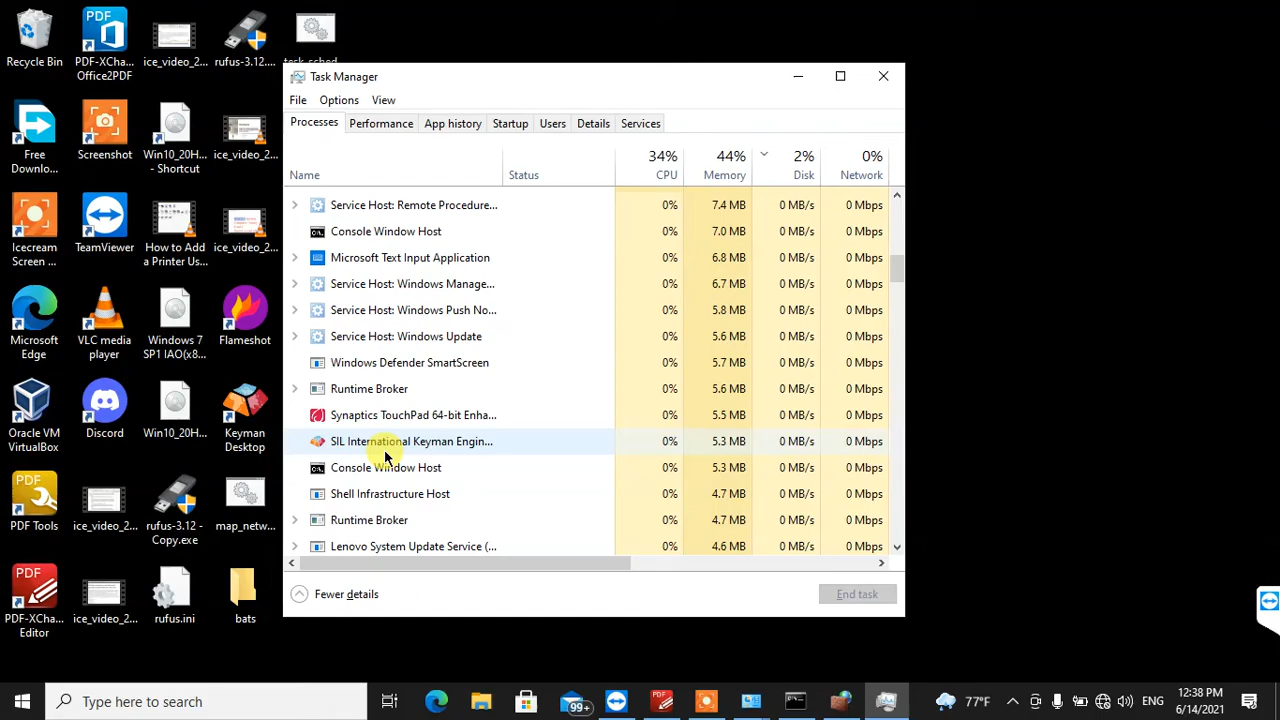 Recycle Bin
PDF-XCha...
Office2PDF
ice_video_2...
rufus-3.12....
task_sched
Free
Downlo...
Screenshot
Win10_20H...
- Shortcut
ice_video_2...
Icecream
Screen ...
TeamViewer
How to Add
a Printer Us...
ice_video_2...
Microsoft
Edge
VLC media
player
Windows 7
SP1 IAO(x8...
Flameshot
Oracle VM
VirtualBox
Discord
Win10_20H...
Keyman
Desktop
PDF Tools
ice_video_2...
rufus-3.12 -
Copy.exe
map_netw...
PDF-XCha...
Editor
ice_video_2...
rufus.ini
bats
Task Manager
File Options View
Processes Performance App history Startup Users Details Services
34% 44% 2% 0%
Name Status CPU Memory Disk Network
Service Host: Remote Procedure... 0% 7.4 MB 0 MB/s 0 Mbps
Console Window Host 0% 7.0 MB 0 MB/s 0 Mbps
Microsoft Text Input Application 0% 6.8 MB 0 MB/s 0 Mbps
Service Host: Windows Manage... 0% 6.7 MB 0 MB/s 0 Mbps
Service Host: Windows Push No... 0% 5.8 MB 0 MB/s 0 Mbps
Service Host: Windows Update 0% 5.6 MB 0 MB/s 0 Mbps
Windows Defender SmartScreen 0% 5.7 MB 0 MB/s 0 Mbps
Runtime Broker 0% 5.6 MB 0 MB/s 0 Mbps
Synaptics TouchPad 64-bit Enha... 0% 5.5 MB 0 MB/s 0 Mbps
SIL International Keyman Engin... 0% 5.3 MB 0 MB/s 0 Mbps
Console Window Host 0% 5.3 MB 0 MB/s 0 Mbps
Shell Infrastructure Host 0% 4.7 MB 0 MB/s 0 Mbps
Runtime Broker 0% 4.7 MB 0 MB/s 0 Mbps
Lenovo System Update Service (... 0% 4.6 MB 0 MB/s 0 Mbps
Fewer details
End task
Type here to search
99+
77°F
ENG
12:38 PM
6/14/2021